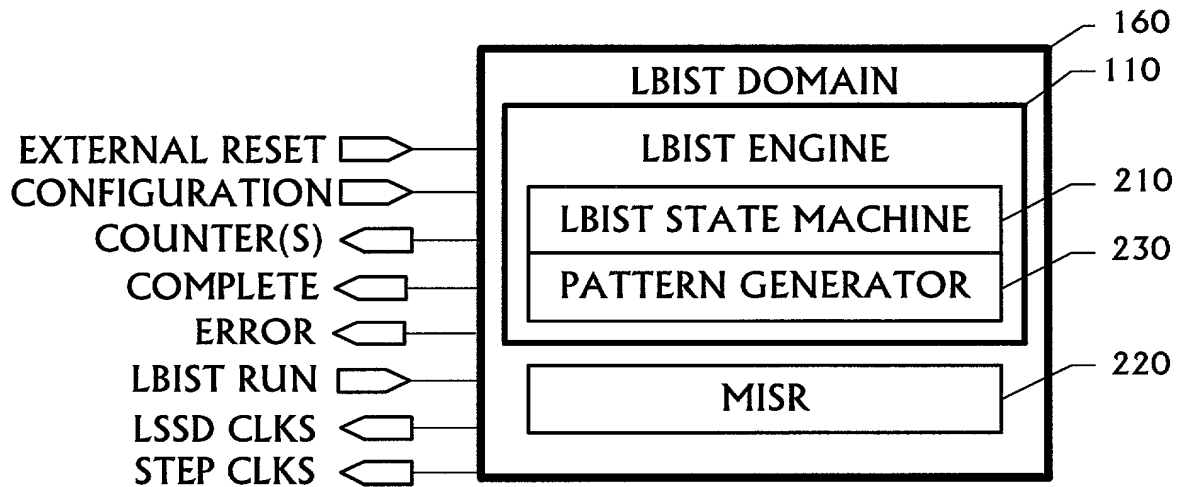 160
LBIST DOMAIN
110
LBIST ENGINE
EXTERNAL RESET
CONFIGURATION
LBIST STATE MACHINE
210
COUNTER(S)
PATTERN GENERATOR
230
COMPLETE
ERROR
LBIST RUN
MISR
220
LSSD CLKS
STEP CLKS